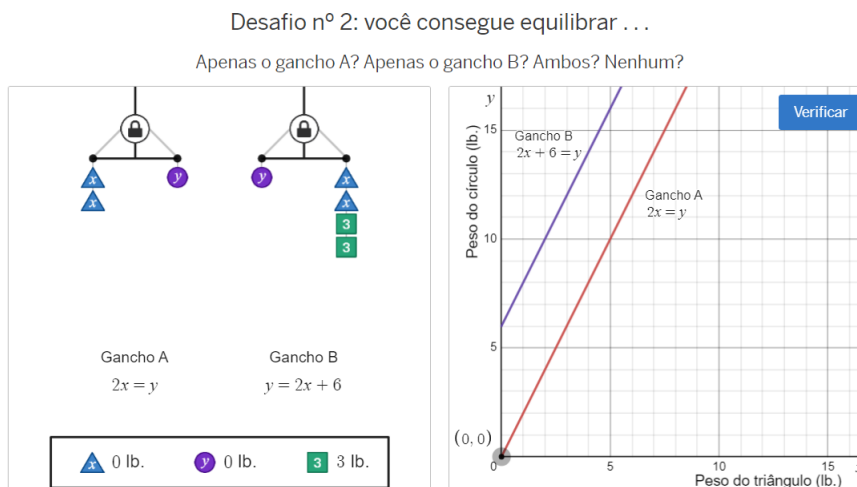 Desafio nº 2: você consegue equilibrar . . .
Apenas o gancho A? Apenas o gancho B? Ambos? Nenhum?
x
x
y
y
x
x
3
3
Gancho A
2x = y
Gancho B
y = 2x + 6
x 0 lb.
y 0 lb.
3 3 lb.
y
Verificar
15
Gancho B
2x + 6 = y
Gancho A
2x = y
10
5
(0, 0)
0
5
10
15
Peso do círculo (lb.)
Peso do triângulo (lb.)